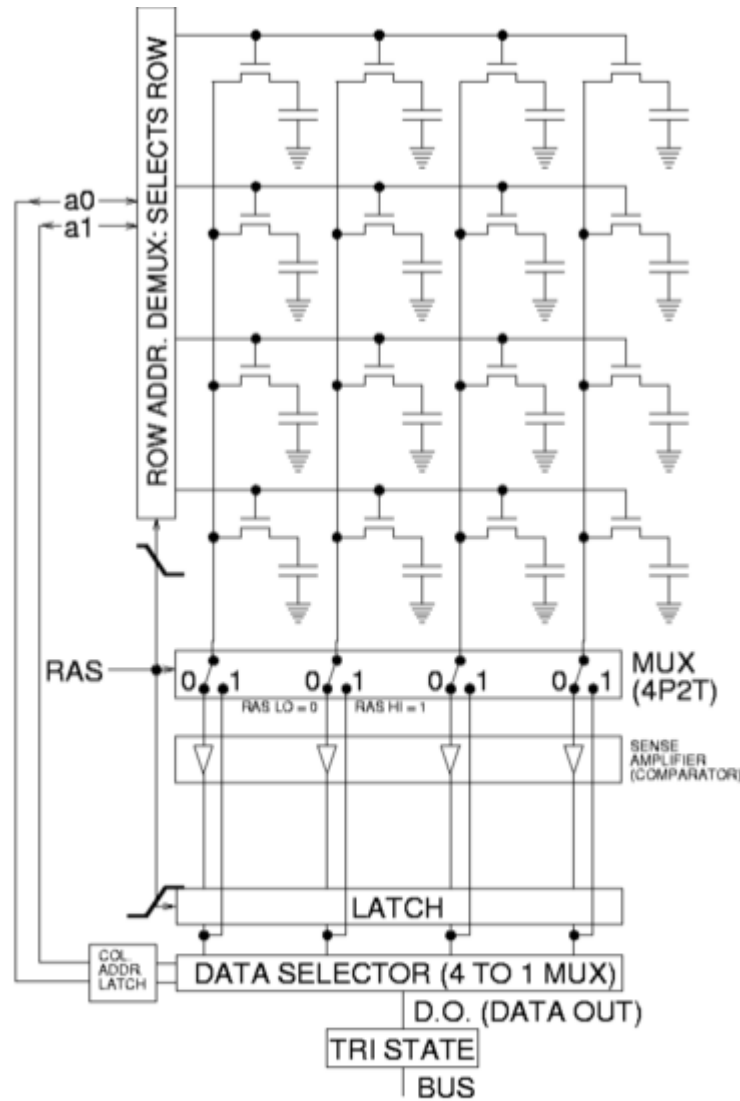 ROW ADDR. DEMUX: SELECTS ROW
a0
a1
RAS
0 1 0 1 0 1 0 1
RAS LO = 0 RAS HI = 1
MUX
(4P2T)
SENSE
AMPLIFIER
(COMPARATOR)
LATCH
COL.
ADDR.
LATCH
DATA SELECTOR (4 TO 1 MUX)
D.O. (DATA OUT)
TRI STATE
BUS